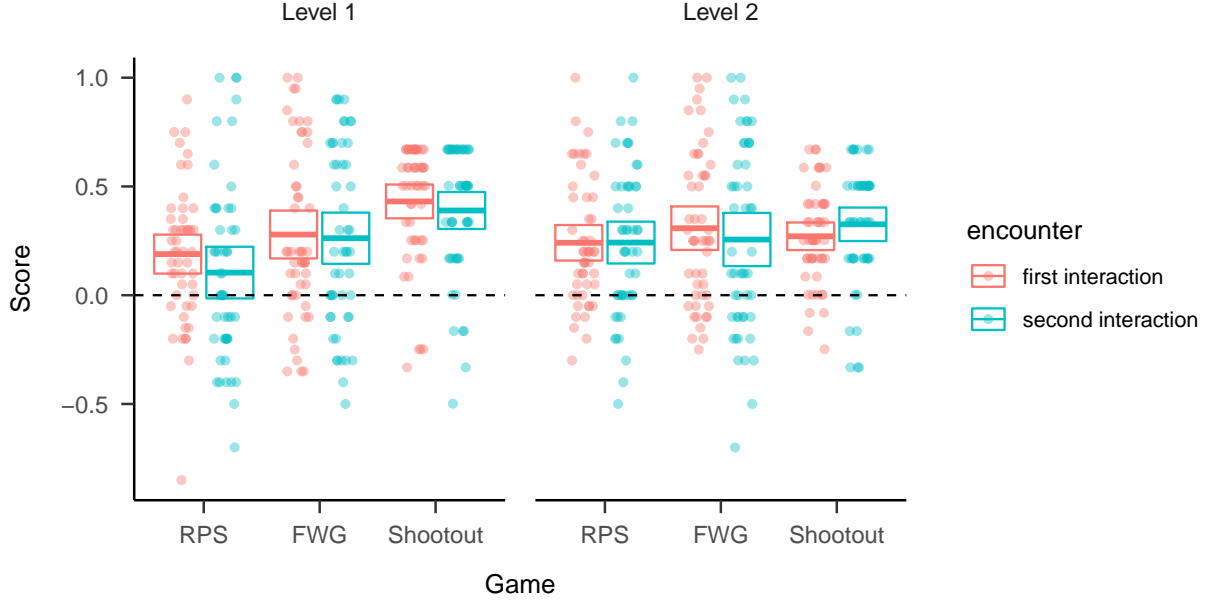 Level 1
Level 2
Score
1.0
0.5
0.0
−0.5
RPS
FWG
Shootout
RPS
FWG
Shootout
Game
encounter
first interaction
second interaction